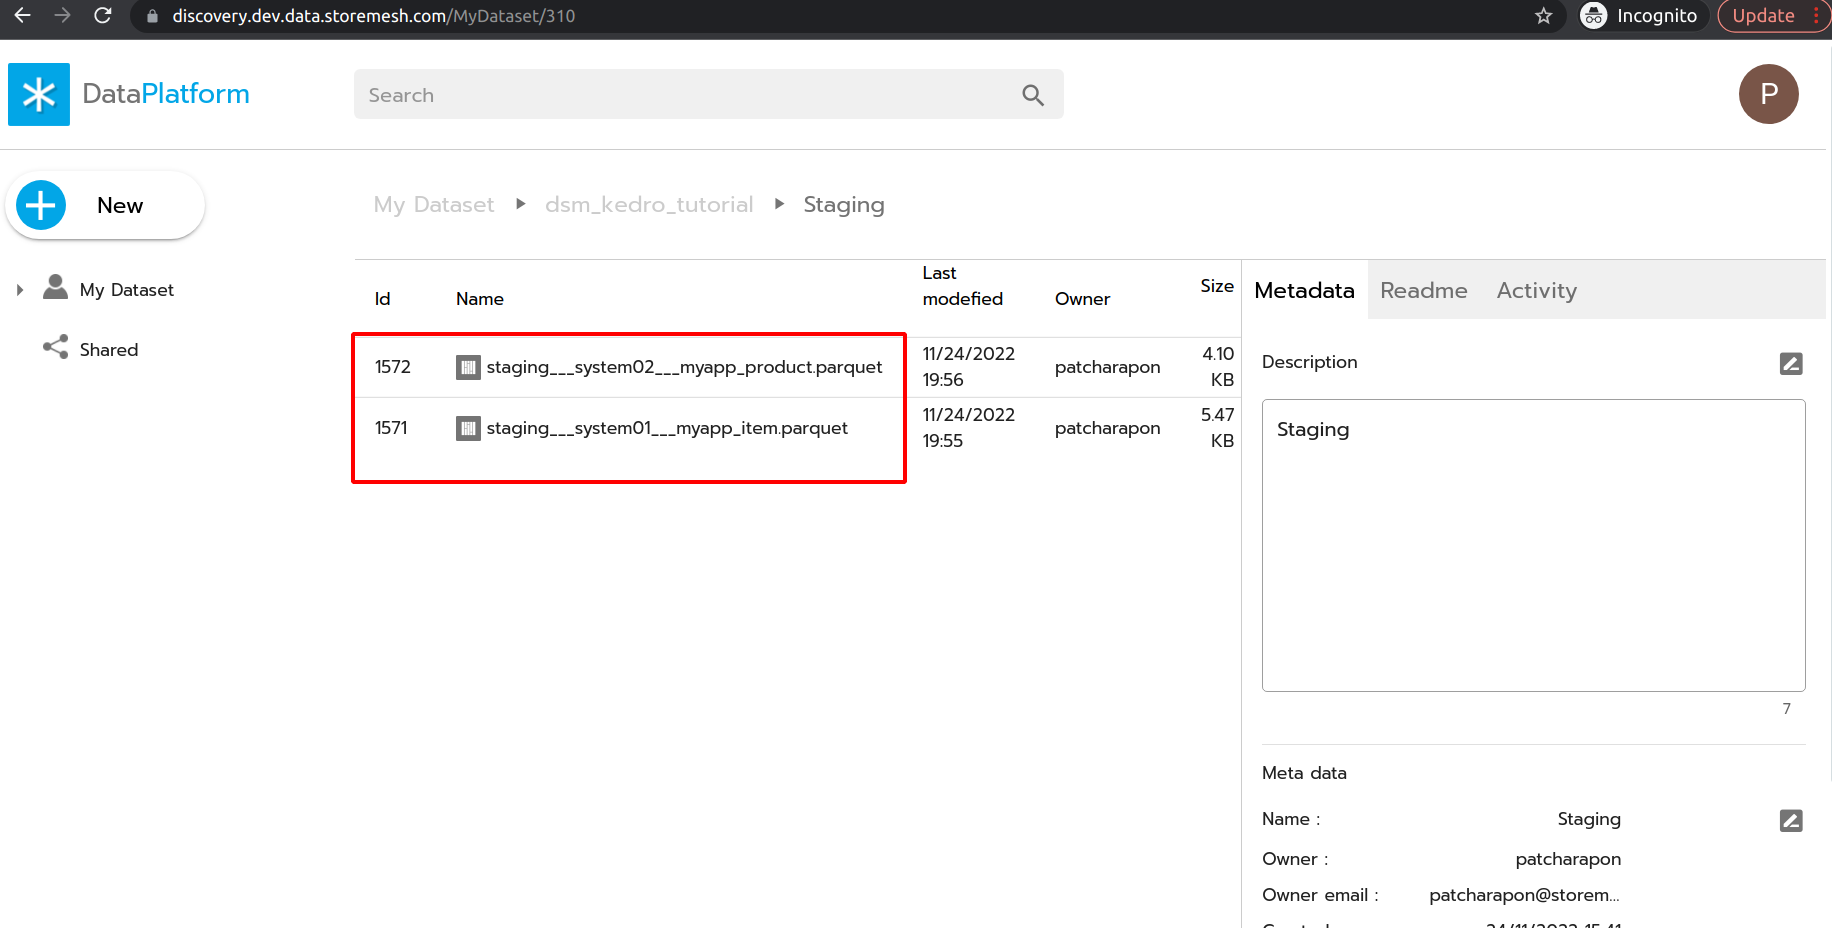 discovery.dev.data.storemesh.com/MyDataset/310
Incognito
Update
DataPlatform
Search
P
New
My Dataset
Shared
My Dataset dsm_kedro_tutorial Staging
Id Name Last modefied Owner Size
1572 staging___system02___myapp_product.parquet 11/24/2022 19:56 patcharapon 4.10 KB
1571 staging___system01___myapp_item.parquet 11/24/2022 19:55 patcharapon 5.47 KB
Metadata Readme Activity
Description
Staging
7
Meta data
Name : Staging
Owner : patcharapon
Owner email : patcharapon@storem...